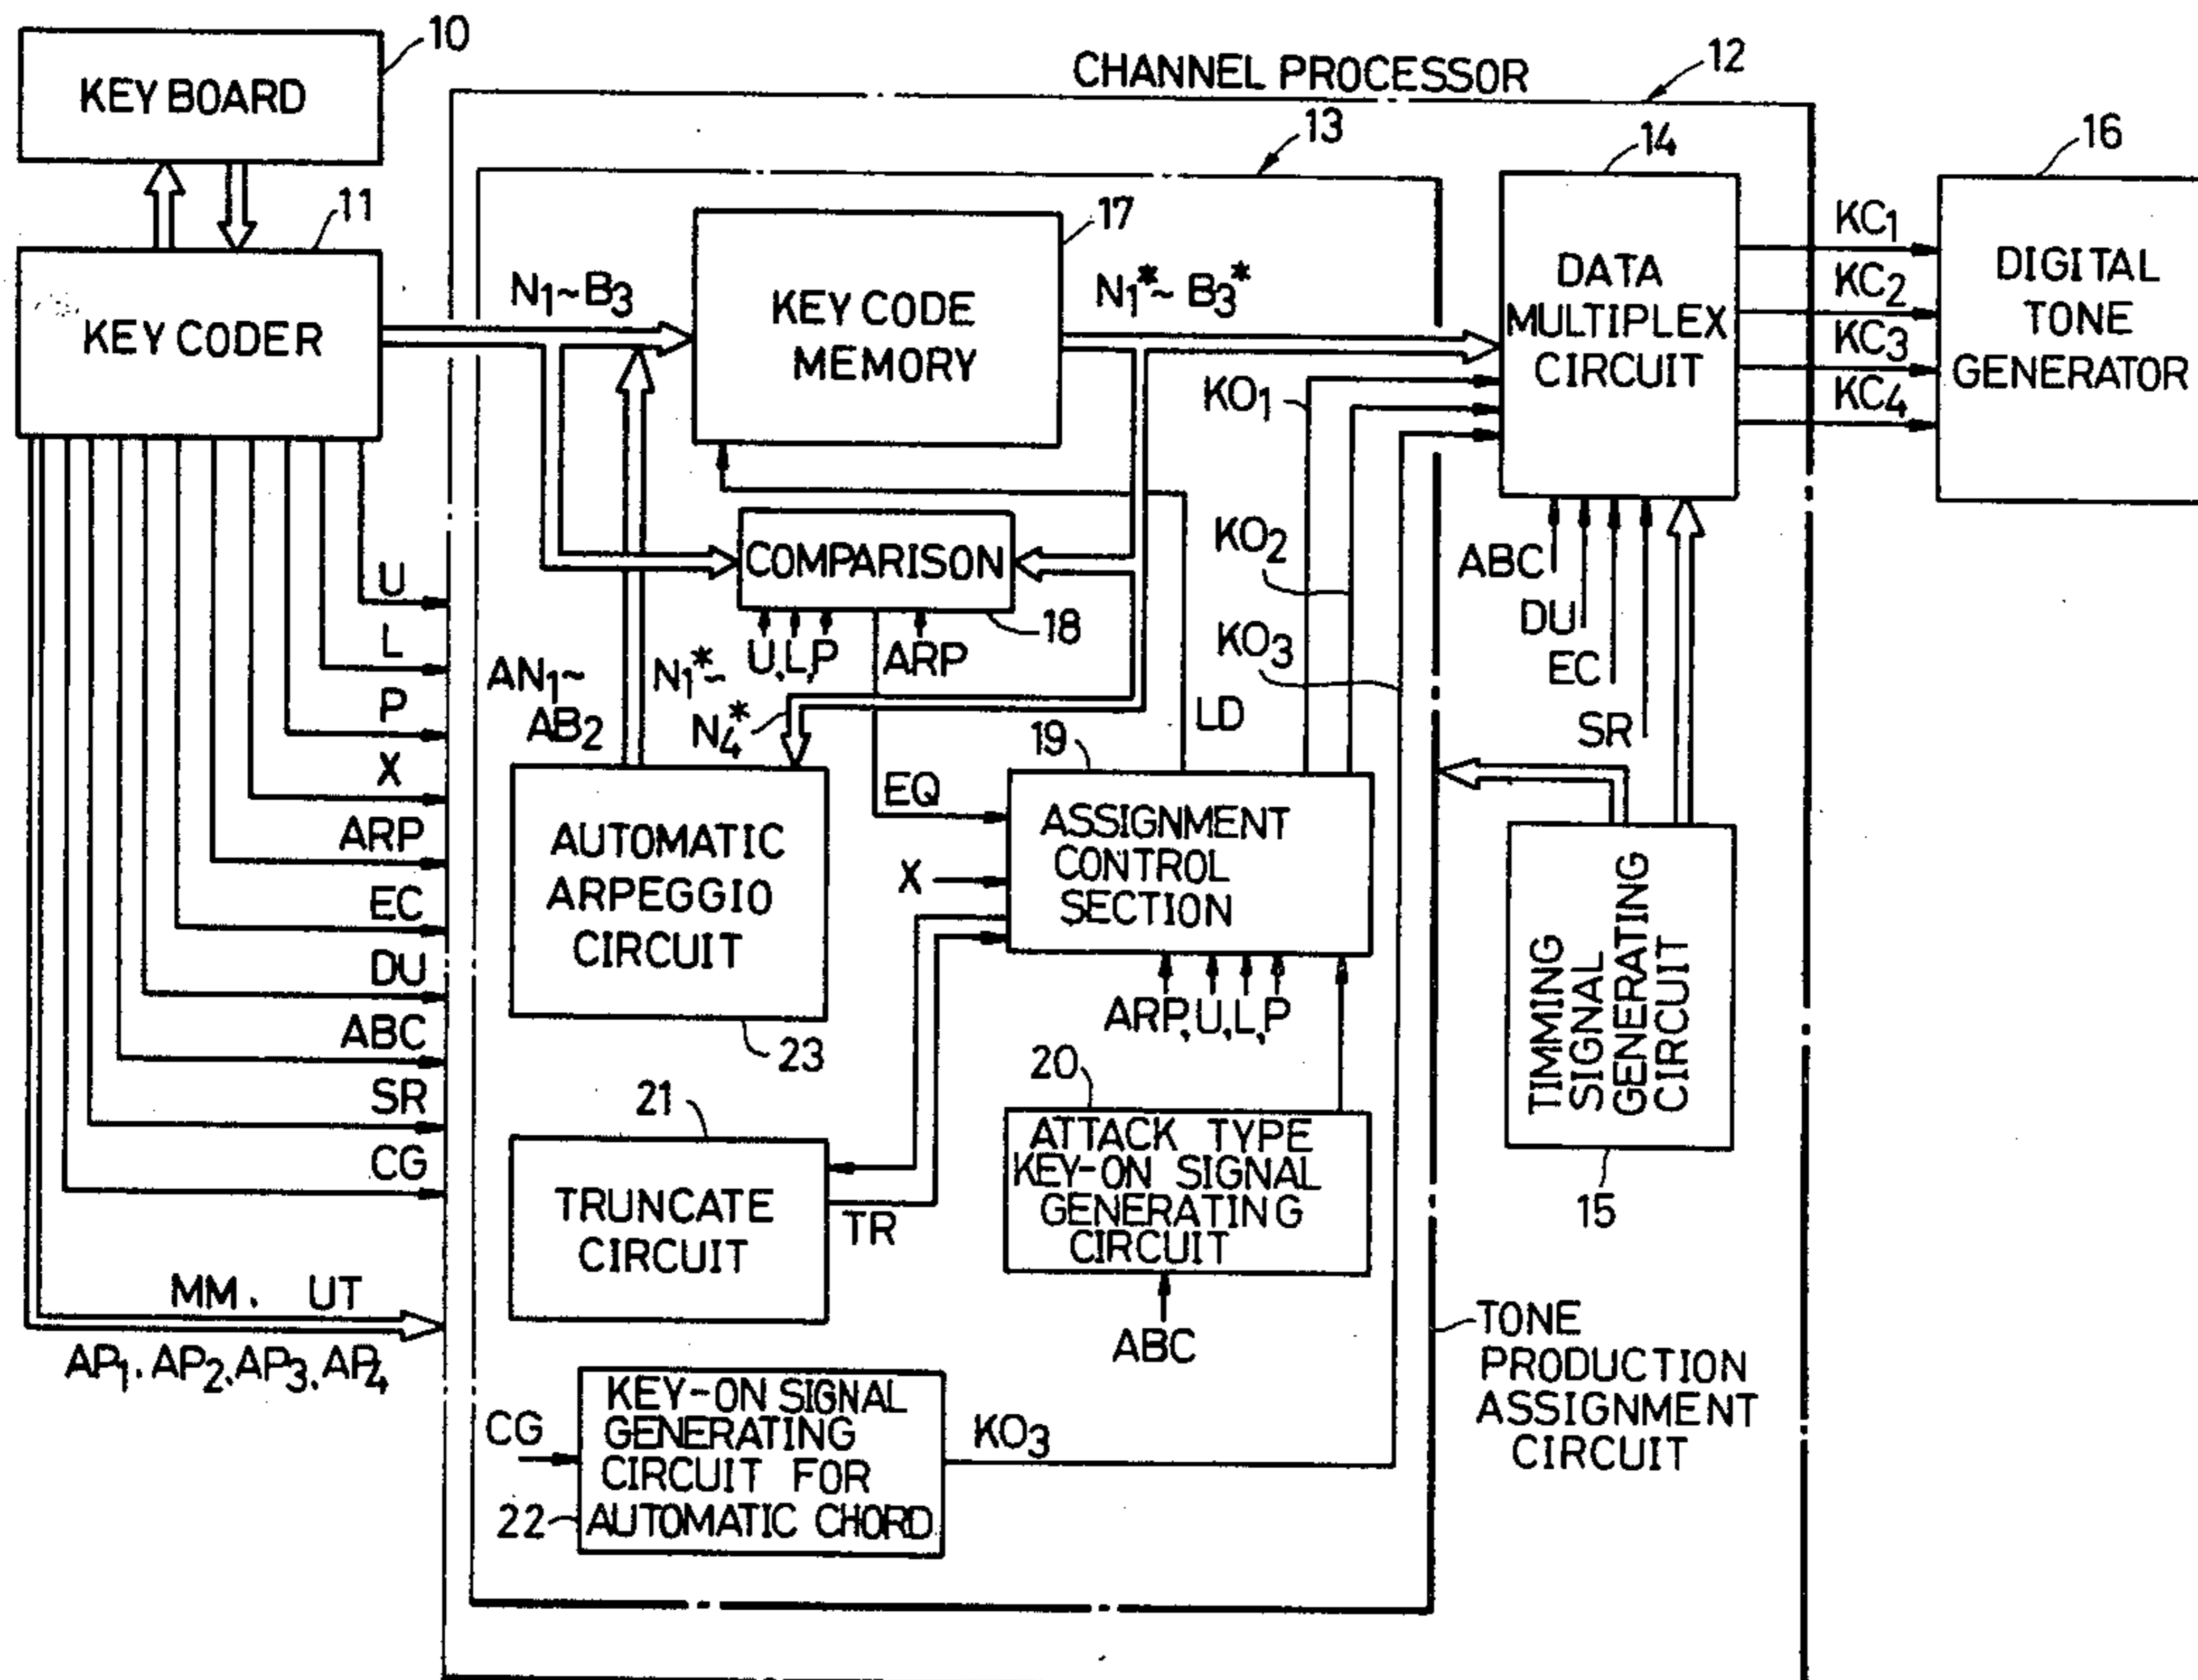 10
KEY BOARD
CHANNEL PROCESSOR
12
13
14
16
11
17
KEY CODER
N1~B3
KEY CODE
MEMORY
N1*~ B3*
DATA
MULTIPLEX
CIRCUIT
KC1
KC2
KC3
KC4
DIGITAL
TONE
GENERATOR
KO1
KO2
KO3
COMPARISON
18
U,L,P
ARP
ABC
DU
EC
SR
U
L
P
X
ARP
EC
DU
ABC
SR
CG
MM. UT
AP1. AP2. AP3. AP4
AN1~
AB2
N1*~
N4*
LD
EQ
19
ASSIGNMENT
CONTROL
SECTION
X
ARP,U,L,P
AUTOMATIC
ARPEGGIO
CIRCUIT
23
TIMMING
SIGNAL
GENERATING
CIRCUIT
15
20
ATTACK TYPE
KEY-ON SIGNAL
GENERATING
CIRCUIT
ABC
21
TRUNCATE
CIRCUIT
TR
TONE
PRODUCTION
ASSIGNMENT
CIRCUIT
CG
KEY-ON SIGNAL
GENERATING
CIRCUIT FOR
AUTOMATIC CHORD
22
KO3